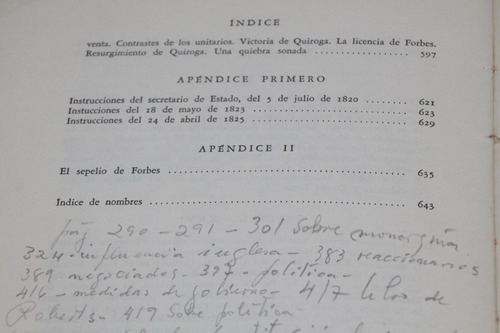 ÍNDICE
venta. Contrastes de los unitarios. Victoria de Quiroga. La licencia de Forbes.
Resurgimiento de Quiroga. Una quiebra sonada .................... 597
APÉNDICE PRIMERO
Instrucciones del secretario de Estado, del 5 de julio de 1820 ........ 621
Instucciones del 18 de mayo de 1823 .............................. 623
Instrucciones del 24 de abril de 1825 .............................. 629
APÉNDICE II
El sepelio de Forbes .............................................. 635
Indice de nombres ................................................ 643
pág 290 - 291 - 301 sobre monarquía
324 - influencia inglesa - 383 reaccionarios
389 negociados - 397 - política -
416 - medidas de gobierno - 417 de los de
Roberts - 419 sobre política